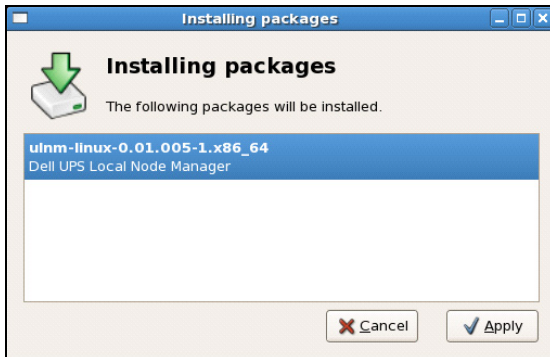 Installing packages
Installing packages
The following packages will be installed.
ulnm-linux-0.01.005-1.x86_64
Dell UPS Local Node Manager
Cancel
Apply